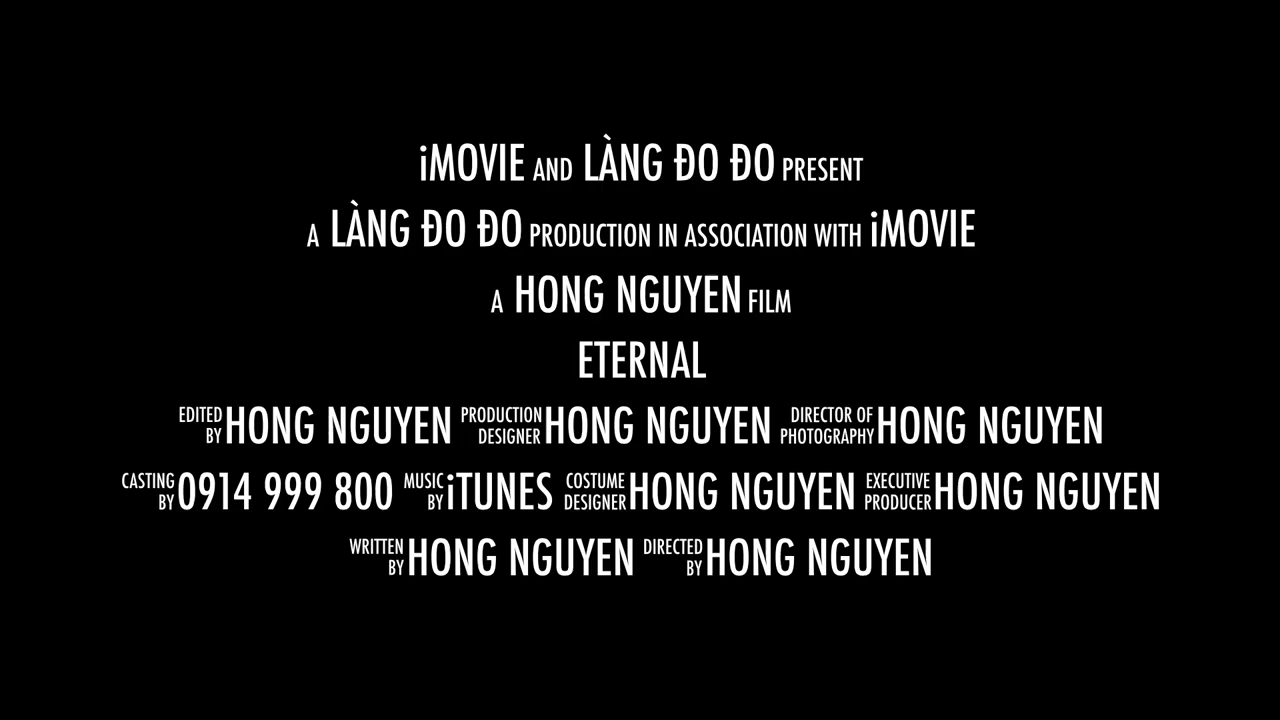 iMOVIE AND LÀNG ĐO ĐO PRESENT
A LÀNG ĐO ĐO PRODUCTION IN ASSOCIATION WITH iMOVIE
A HONG NGUYEN FILM
ETERNAL
EDITED BY HONG NGUYEN PRODUCTION DESIGNER HONG NGUYEN DIRECTOR OF PHOTOGRAPHY HONG NGUYEN
CASTING BY 0914 999 800 MUSIC BY iTUNES COSTUME DESIGNER HONG NGUYEN EXECUTIVE PRODUCER HONG NGUYEN
WRITTEN BY HONG NGUYEN DIRECTED BY HONG NGUYEN